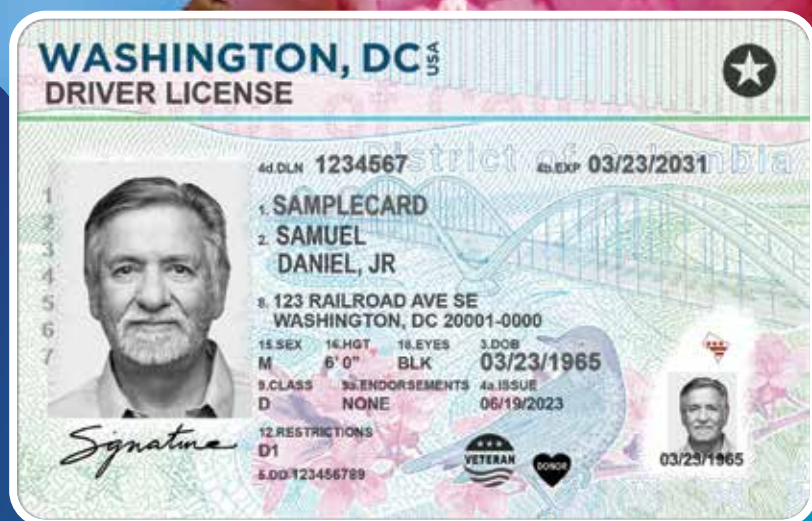 WASHINGTON, DC USA
DRIVER LICENSE
District of Columbia
4d.DLN 1234567 4b.EXP 03/23/2031
1. SAMPLECARD
2. SAMUEL
DANIEL, JR
8. 123 RAILROAD AVE SE
WASHINGTON, DC 20001-0000
15.SEX 16.HGT 18.EYES 3.DOB
M 6'0" BLK 03/23/1965
9.CLASS 9a.ENDORSEMENTS 4a.ISSUE
D NONE 06/19/2023
12.RESTRICTIONS
D1
5.DD 123456789
Signature
VETERAN
DONOR
03/23/1965
1
2
3
4
5
6
7